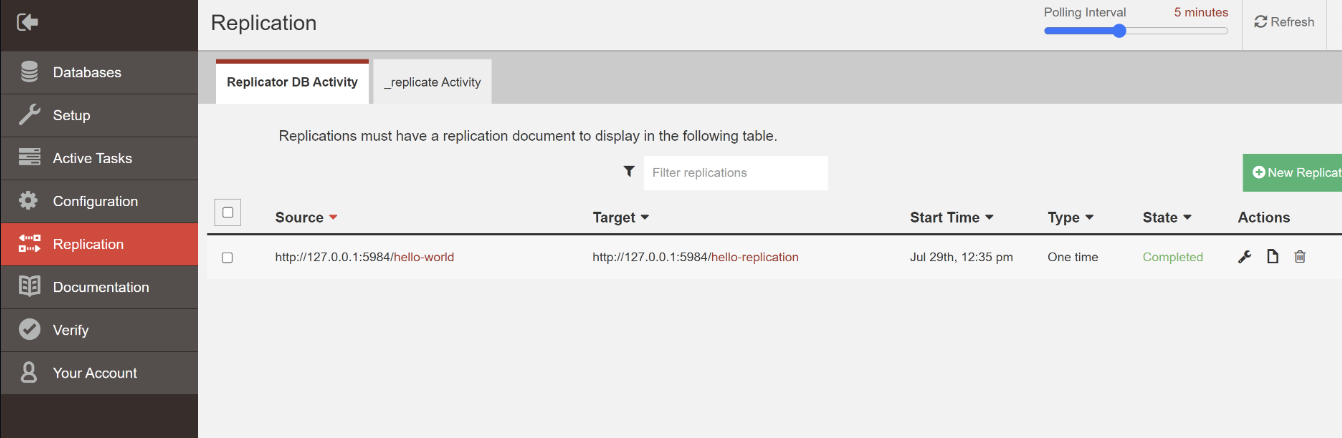 Replication
Polling Interval 5 minutes
Refresh
Databases
Setup
Active Tasks
Configuration
Replication
Documentation
Verify
Your Account
Replicator DB Activity
_replicate Activity
Replications must have a replication document to display in the following table.
Filter replications
New Replicat
Source Target Start Time Type State Actions
http://127.0.0.1:5984/hello-world http://127.0.0.1:5984/hello-replication Jul 29th, 12:35 pm One time Completed